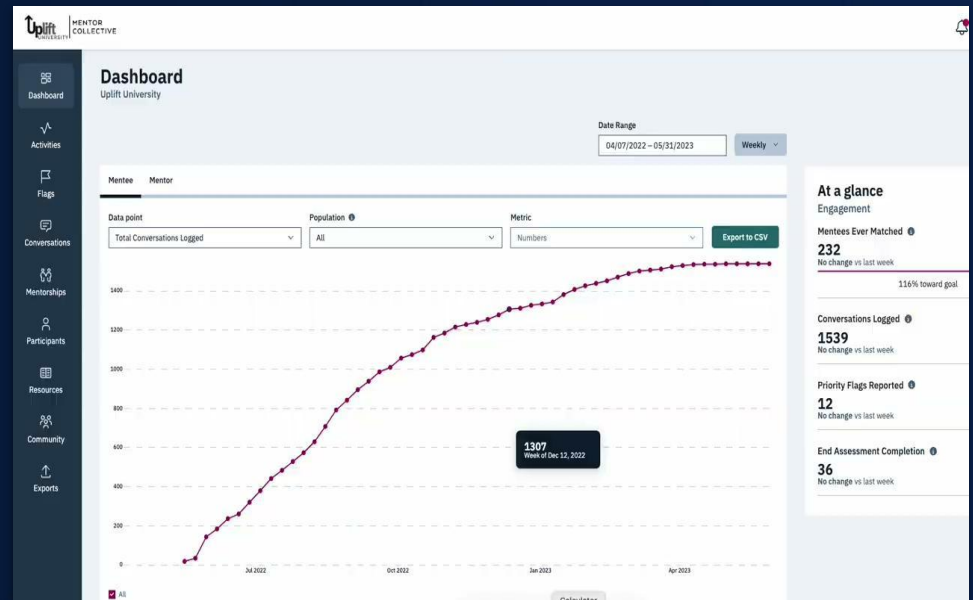 Uplift
UNIVERSITY
MENTOR
COLLECTIVE
Dashboard
Activities
Flags
Conversations
Mentorships
Participants
Resources
Community
Exports
Dashboard
Uplift University
Date Range
04/07/2022 – 05/31/2023
Weekly
Mentee Mentor
Data point
Total Conversations Logged
Population
All
Metric
Numbers
Export to CSV
1400
1200
1000
800
600
400
200
0
Jul 2022
Oct 2022
Jan 2023
Apr 2023
1307
Week of Dec 12, 2022
All
At a glance
Engagement
Mentees Ever Matched
232
No change vs last week
116% toward goal
Conversations Logged
1539
No change vs last week
Priority Flags Reported
12
No change vs last week
End Assessment Completion
36
No change vs last week